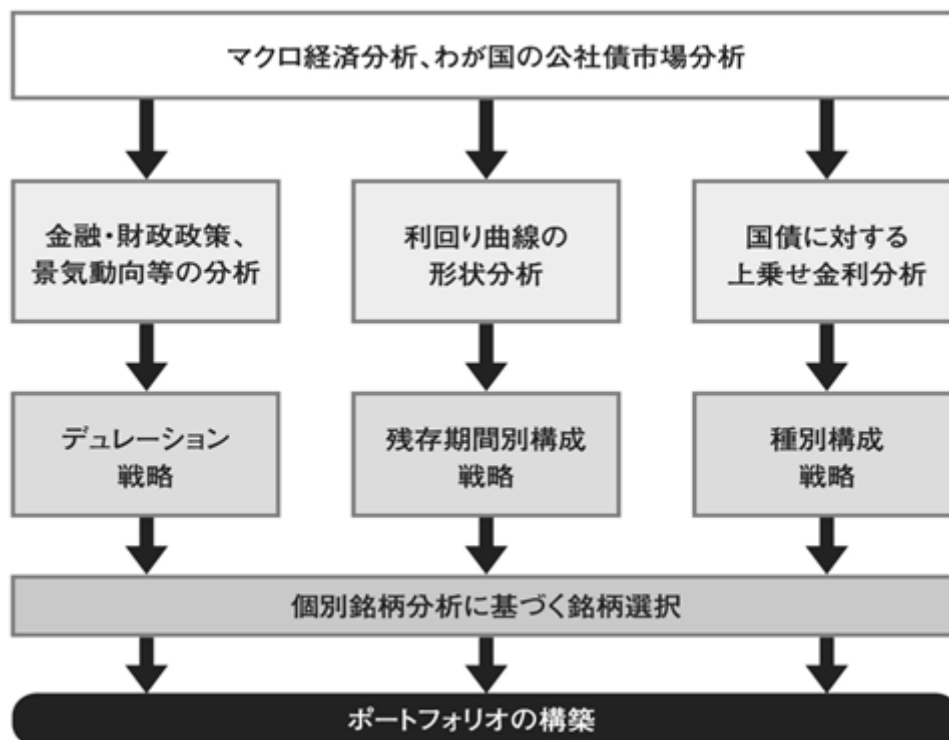 マクロ経済分析、わが国の公社債市場分析
金融・財政政策、
景気動向等の分析
利回り曲線の
形状分析
国債に対する
上乗せ金利分析
デュレーション
戦略
残存期間別構成
戦略
種別構成
戦略
個別銘柄分析に基づく銘柄選択
ポートフォリオの構築